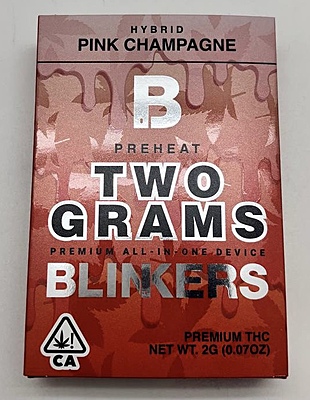 HYBRID
PINK CHAMPAGNE
B
PREHEAT
TWO
GRAMS
PREMIUM ALL-IN-ONE DEVICE
BLINKERS
CA
PREMIUM THC
NET WT. 2G (0.07OZ)